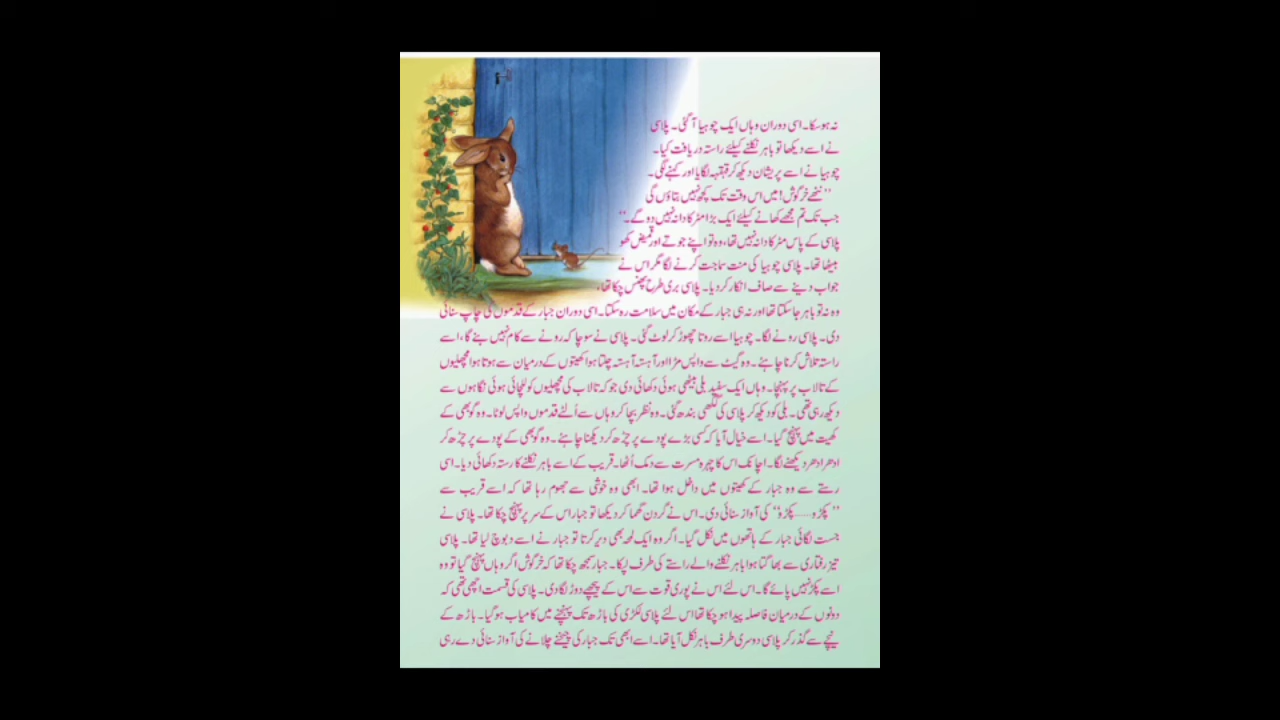 نہ ہو سکا۔ اسی دوران وہاں ایک چوہیا آ گئی۔ پلاسی
نے اسے دیکھا تو باہر نکلنے کیلئے راستہ دریافت کیا۔
چوہیا نے اسے پریشان دیکھ کر قہقہہ لگایا اور کہنے لگی۔
”ننھے خرگوش! میں اس وقت تک کچھ نہیں بتاؤں گی
جب تک تم مجھے کھانے کیلئے ایک بڑا مٹر کا دانہ نہیں دو گے۔“
پلاسی کے پاس مٹر کا دانہ نہیں تھا، وہ تو اپنے جوتے اور قمیض کھو
بیٹھا تھا۔ پلاسی چوہیا کی منت سماجت کرنے لگا مگر اس نے
جواب دینے سے صاف انکار کر دیا۔ پلاسی بری طرح پھنس چکا تھا،
وہ نہ تو باہر جا سکتا تھا اور نہ ہی جبار کے مکان میں سلامت رہ سکتا۔ اسی دوران جبار کے قدموں کی چاپ سنائی
دی۔ پلاسی رونے لگا۔ چوہیا اسے روتا چھوڑ کر لوٹ گئی۔ پلاسی نے سوچا کہ رونے سے کام نہیں بنے گا، اسے
راستہ تلاش کرنا چاہئے۔ وہ گیٹ سے واپس مڑا اور آہستہ آہستہ چلتا ہوا کھیتوں کے درمیان سے ہوتا ہوا مچھلیوں
کے تالاب پر پہنچا۔ وہاں ایک سفید بلی بیٹھی ہوئی دکھائی دی جو کہ تالاب کی مچھلیوں کو للچائی ہوئی نگاہوں سے
دیکھ رہی تھی۔ بلی کو دیکھ کر پلاسی کی گھگھی بندھ گئی۔ وہ نظر بچا کر وہاں سے اُلٹے قدموں واپس لوٹا۔ وہ گوبھی کے
کھیت میں پہنچ گیا۔ اسے خیال آیا کہ کسی بڑے پودے پر چڑھ کر دیکھنا چاہئے۔ وہ گوبھی کے پودے پر چڑھ کر
ادھر ادھر دیکھنے لگا۔ اچانک اس کا چہرہ مسرت سے دمک اُٹھا۔ قریب کے اسے باہر نکلنے کا رستہ دکھائی دیا۔ اسی
رستے سے وہ جبار کے کھیتوں میں داخل ہوا تھا۔ ابھی وہ خوشی سے جھوم رہا تھا کہ اسے قریب سے
”پکڑو......پکڑو“ کی آواز سنائی دی۔ اس نے گردن گھما کر دیکھا تو جبار اس کے سر پر پہنچ چکا تھا۔ پلاسی نے
جست لگائی جبار کے ہاتھوں میں نکل گیا۔ اگر وہ ایک لمحہ بھی دیر کرتا تو جبار نے اسے دبوچ لیا تھا۔ پلاسی
تیز رفتاری سے بھاگتا ہوا باہر نکلنے والے راستے کی طرف لپکا۔ جبار سمجھ چکا تھا کہ خرگوش اگر وہاں پہنچ گیا تو وہ
اسے پکڑ نہیں پائے گا۔ اس لئے اس نے پوری قوت سے اس کے پیچھے دوڑ لگا دی۔ پلاسی کی قسمت اچھی تھی کہ
دونوں کے درمیان فاصلہ پیدا ہو چکا تھا اس لئے پلاسی لکڑی کی باڑھ تک پہنچنے میں کامیاب ہو گیا۔ باڑھ کے
نیچے سے گذر کر پلاسی دوسری طرف باہر نکل آیا تھا۔ اسے ابھی تک جبار کی چیخنے چلانے کی آواز سنائی دے رہی